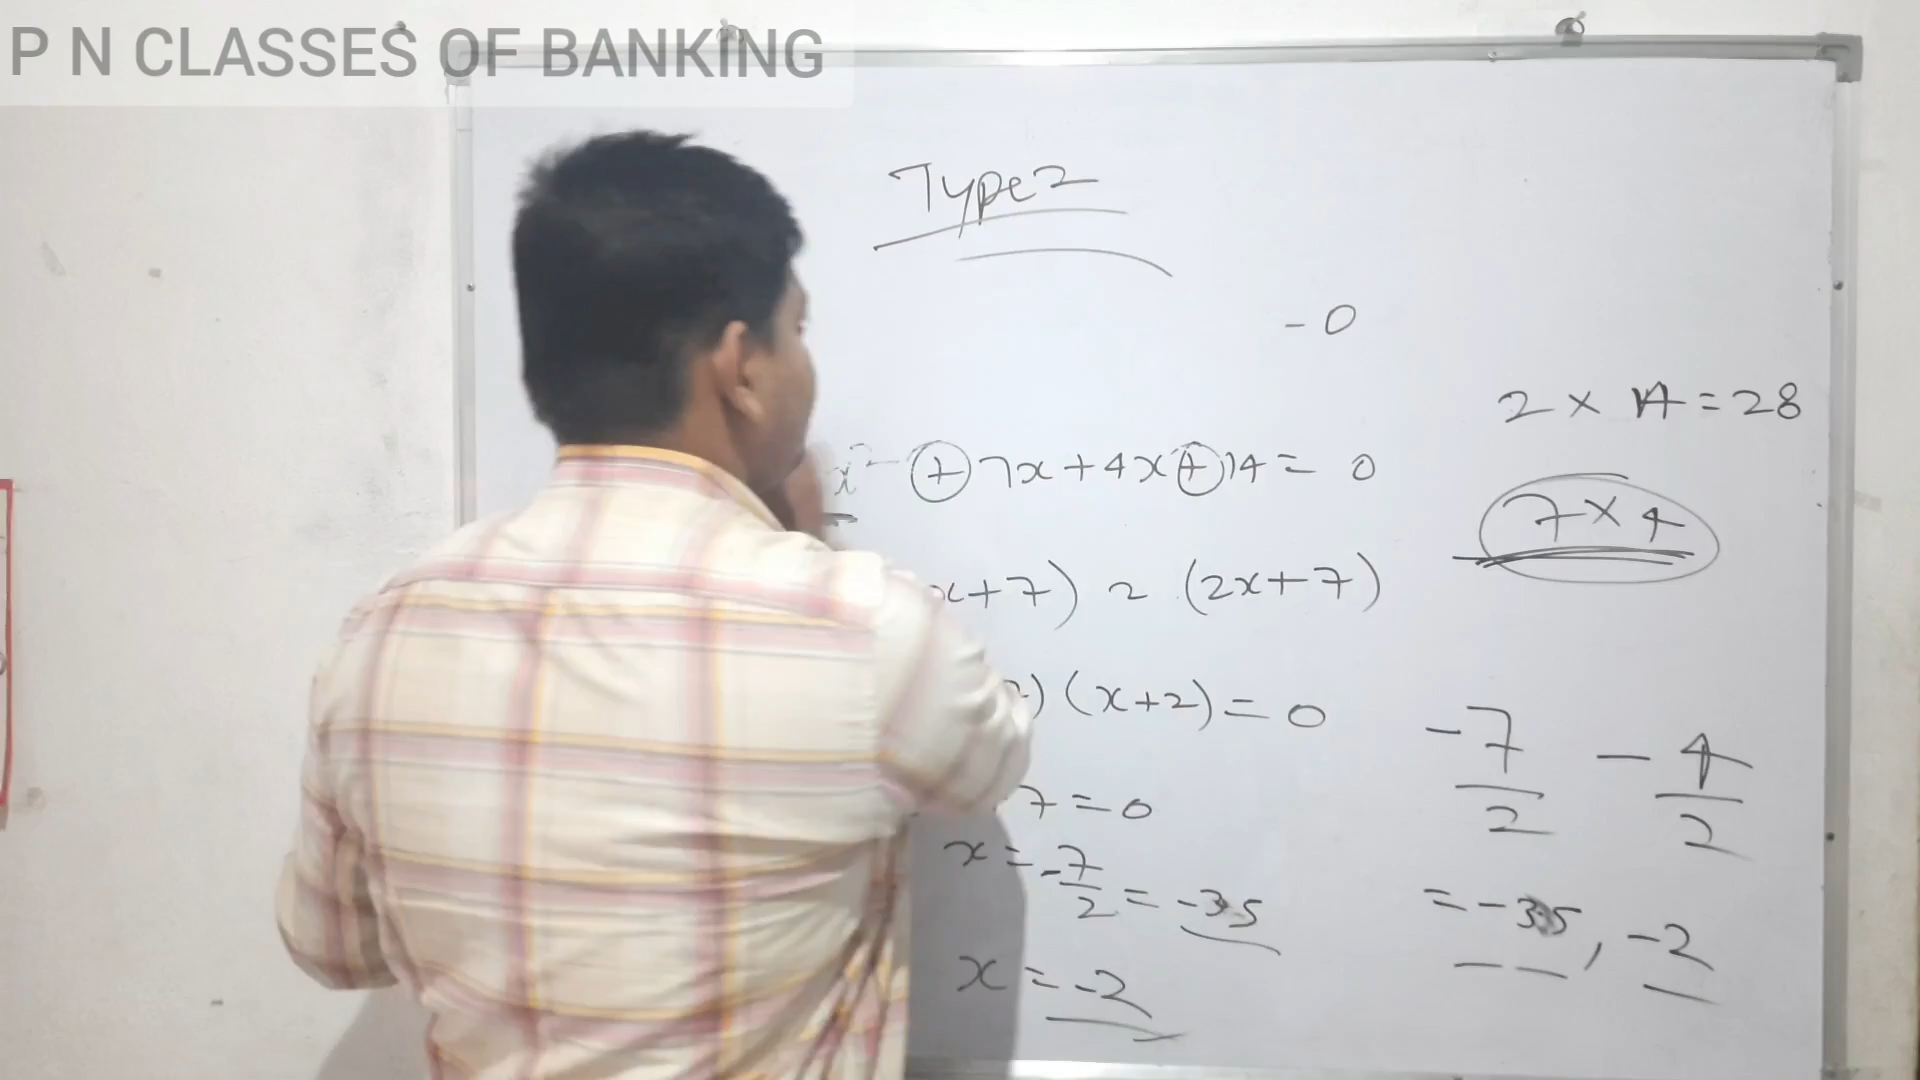 P N CLASSES OF BANKING
Type 2
- 0
2 × 14 = 28
x² + 7x + 4x + 14 = 0
7 × 4
x + 7) 2 (2x + 7)
) (x + 2) = 0
-7/2 - 4/2
7 = 0
x = -7/2 = -3.5
= -3.5, -2
x = -2